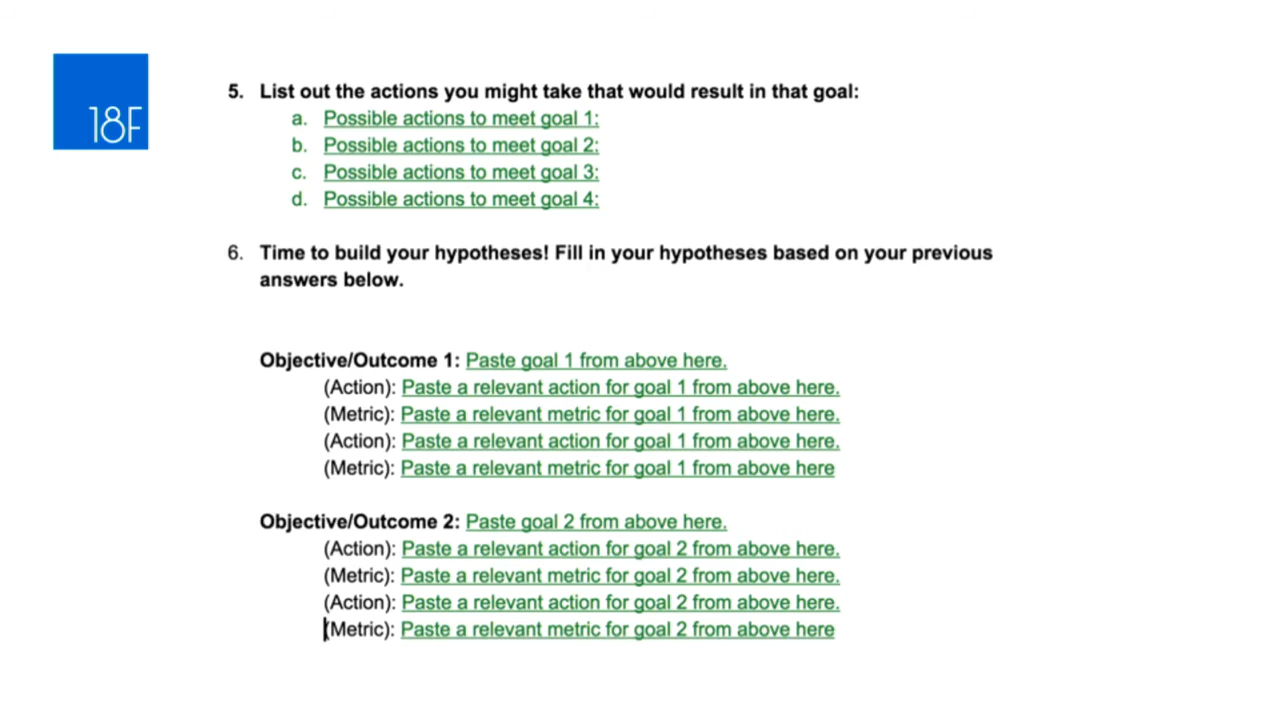 18F
5. List out the actions you might take that would result in that goal:
a. Possible actions to meet goal 1:
b. Possible actions to meet goal 2:
c. Possible actions to meet goal 3:
d. Possible actions to meet goal 4:
6. Time to build your hypotheses! Fill in your hypotheses based on your previous
answers below.
Objective/Outcome 1: Paste goal 1 from above here.
(Action): Paste a relevant action for goal 1 from above here.
(Metric): Paste a relevant metric for goal 1 from above here.
(Action): Paste a relevant action for goal 1 from above here.
(Metric): Paste a relevant metric for goal 1 from above here
Objective/Outcome 2: Paste goal 2 from above here.
(Action): Paste a relevant action for goal 2 from above here.
(Metric): Paste a relevant metric for goal 2 from above here.
(Action): Paste a relevant action for goal 2 from above here.
(Metric): Paste a relevant metric for goal 2 from above here